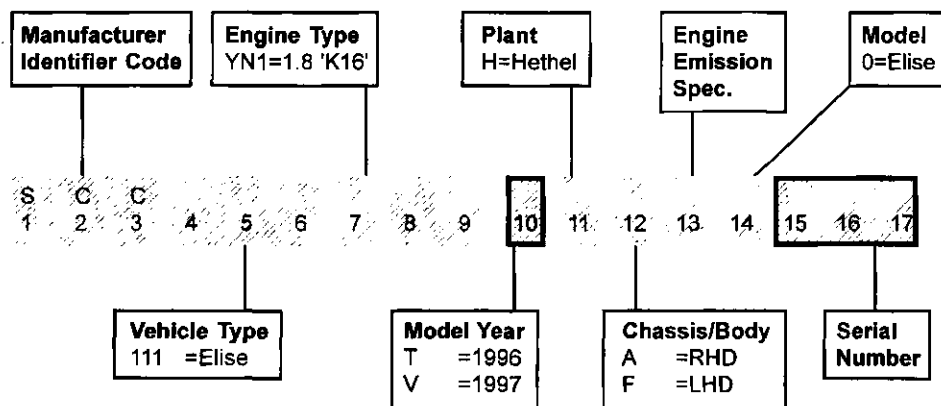 Manufacturer
Identifier Code
Engine Type
YN1=1.8 'K16'
Plant
H=Hethel
Engine
Emission
Spec.
Model
0=Elise
S C C
1 2 3 4 5 6 7 8 9 10 11 12 13 14 15 16 17
Vehicle Type
111 =Elise
Model Year
T =1996
V =1997
Chassis/Body
A =RHD
F =LHD
Serial
Number